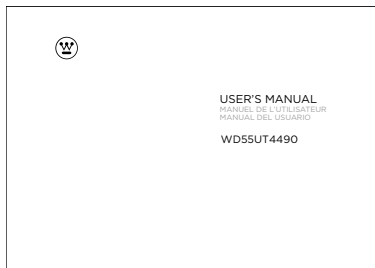 USER'S MANUAL
MANUEL DE L'UTILISATEUR
MANUAL DEL USUARIO
WD55UT4490